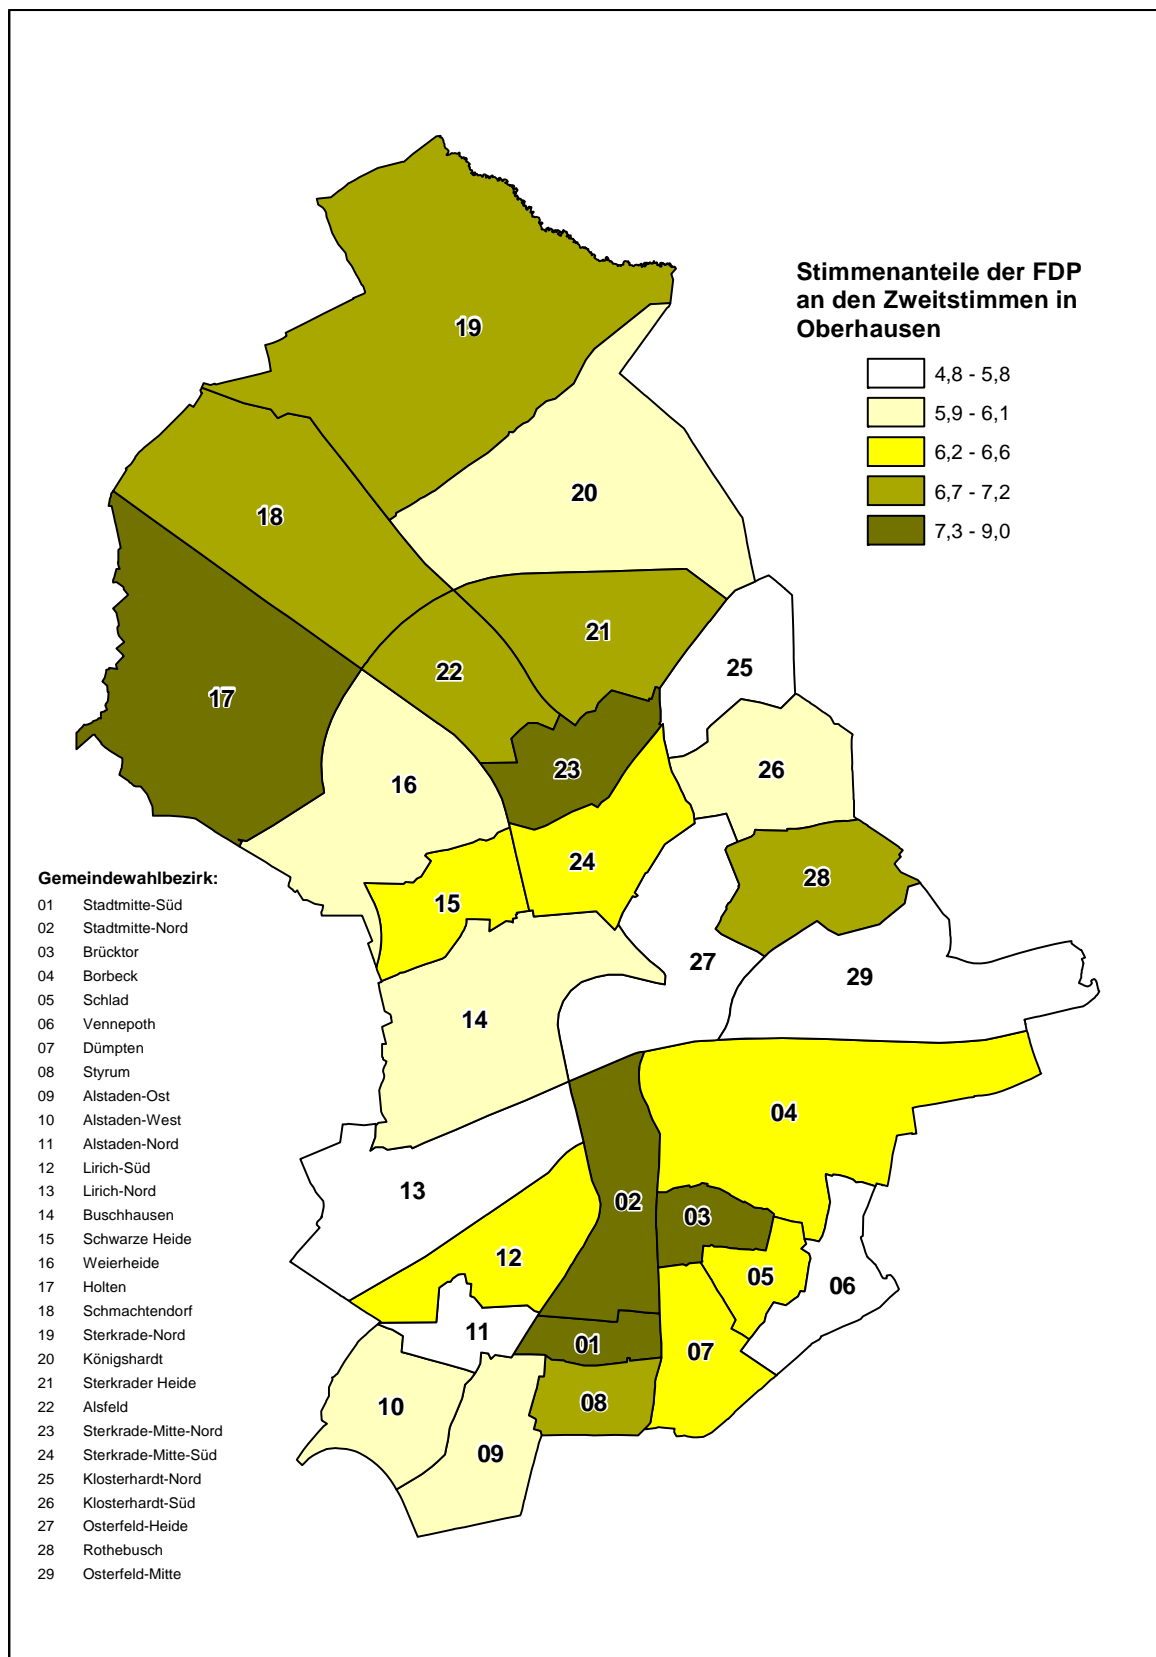 Stimmenanteile der FDP
an den Zweitstimmen in
Oberhausen
4,8 - 5,8
5,9 - 6,1
6,2 - 6,6
6,7 - 7,2
7,3 - 9,0
19
20
18
21
22
25
17
23
26
16
24
28
15
27
29
14
04
13
02
03
12
05
06
11
01
07
10
08
09
Gemeindewahlbezirk:
01 Stadtmitte-Süd
02 Stadtmitte-Nord
03 Brücktor
04 Borbeck
05 Schlad
06 Vennepoth
07 Dümpten
08 Styrum
09 Alstaden-Ost
10 Alstaden-West
11 Alstaden-Nord
12 Lirich-Süd
13 Lirich-Nord
14 Buschhausen
15 Schwarze Heide
16 Weierheide
17 Holten
18 Schmachtendorf
19 Sterkrade-Nord
20 Königshardt
21 Sterkrader Heide
22 Alsfeld
23 Sterkrade-Mitte-Nord
24 Sterkrade-Mitte-Süd
25 Klosterhardt-Nord
26 Klosterhardt-Süd
27 Osterfeld-Heide
28 Rothebusch
29 Osterfeld-Mitte